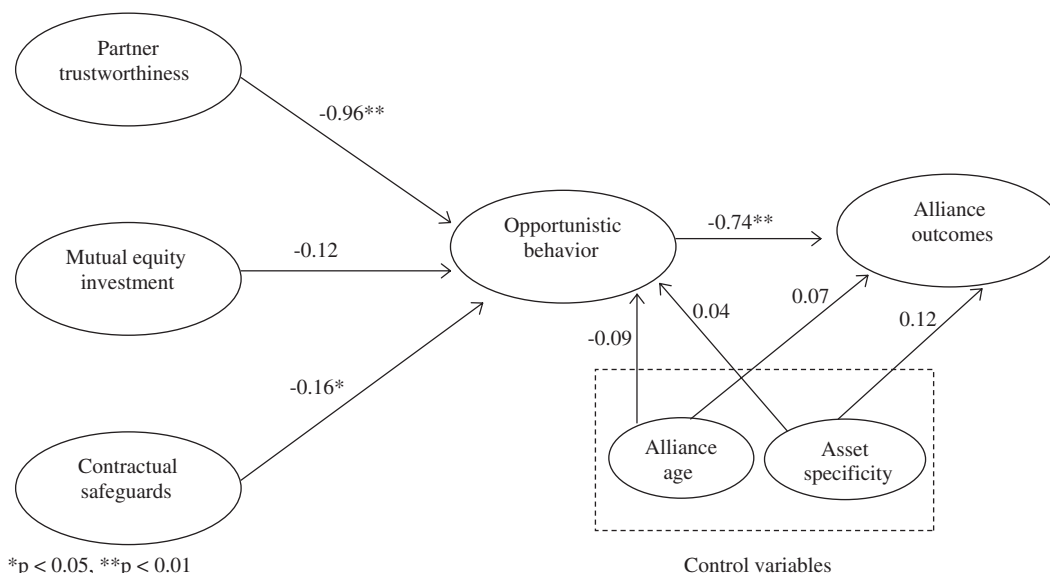 Partner
trustworthiness
-0.96**
Mutual equity
investment
-0.12
Contractual
safeguards
-0.16*
Opportunistic
behavior
-0.74**
Alliance
outcomes
-0.09
0.04
0.07
0.12
Alliance
age
Asset
specificity
*p < 0.05, **p < 0.01
Control variables